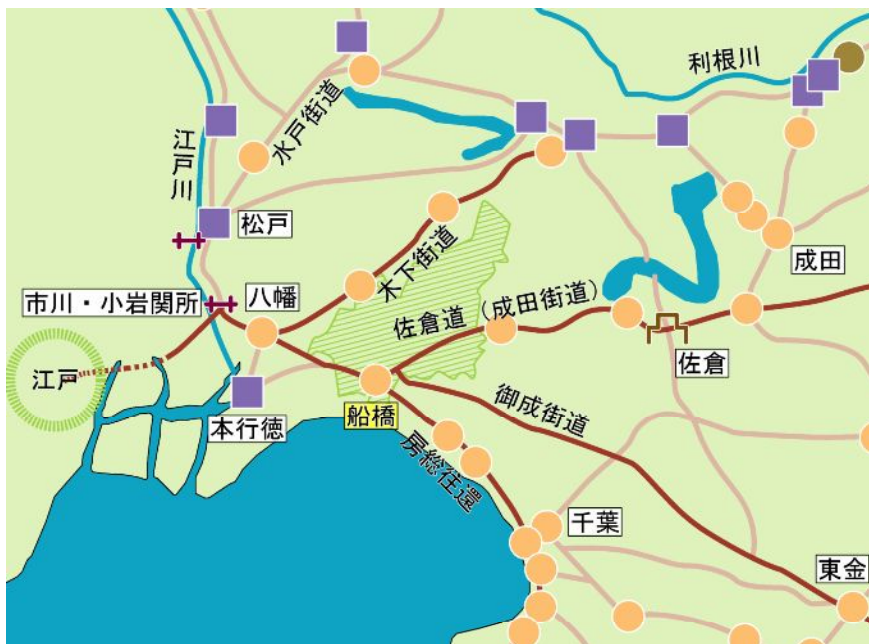 利根川
水戸街道
江戸川
松戸
木下街道
成田
市川・小岩関所
八幡
佐倉道(成田街道)
江戸
佐倉
本行徳
船橋
御成街道
房総往還
千葉
東金